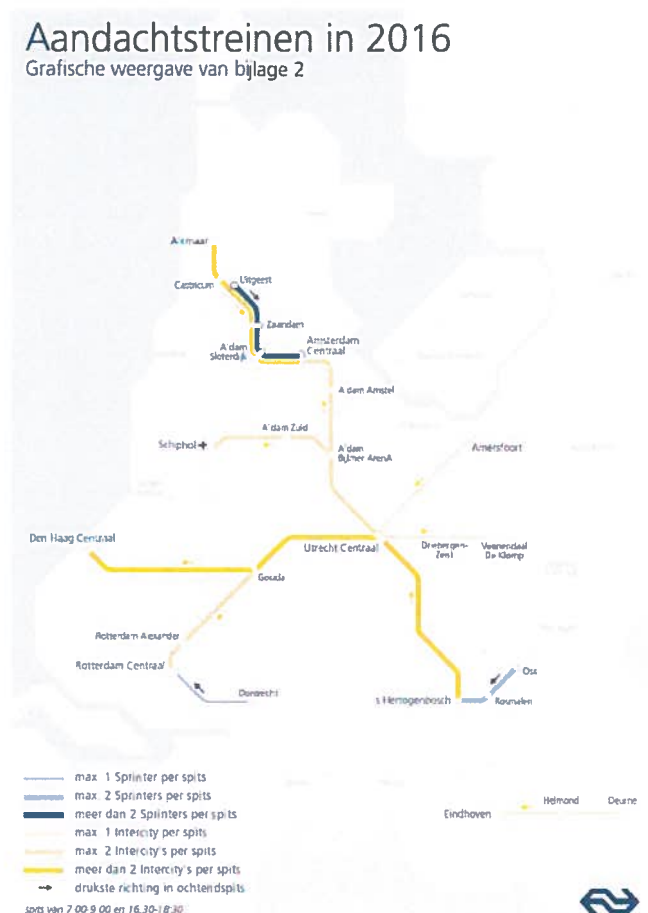 Aandachtstreinen in 2016
Grafische weergave van bijlage 2
Alkmaar
Castricum
Uitgeest
Zaandam
A'dam
Sloterdijk
Amsterdam
Centraal
A'dam Amstel
A'dam Zuid
Schiphol
A'dam
Bijlmer ArenA
Amersfoort
Den Haag Centraal
Utrecht Centraal
Driebergen-
Zeist
Veenendaal
De Klomp
Gouda
Rotterdam Alexander
Rotterdam Centraal
Dordrecht
's Hertogenbosch
Oss
Rosmalen
max. 1 Sprinter per spits
max. 2 Sprinters per spits
meer dan 2 Sprinters per spits
max. 1 Intercity per spits
max. 2 Intercity's per spits
meer dan 2 Intercity's per spits
drukste richting in ochtendspits
spits van 7.00-9.00 en 16.30-18.30
Eindhoven
Helmond
Deurne